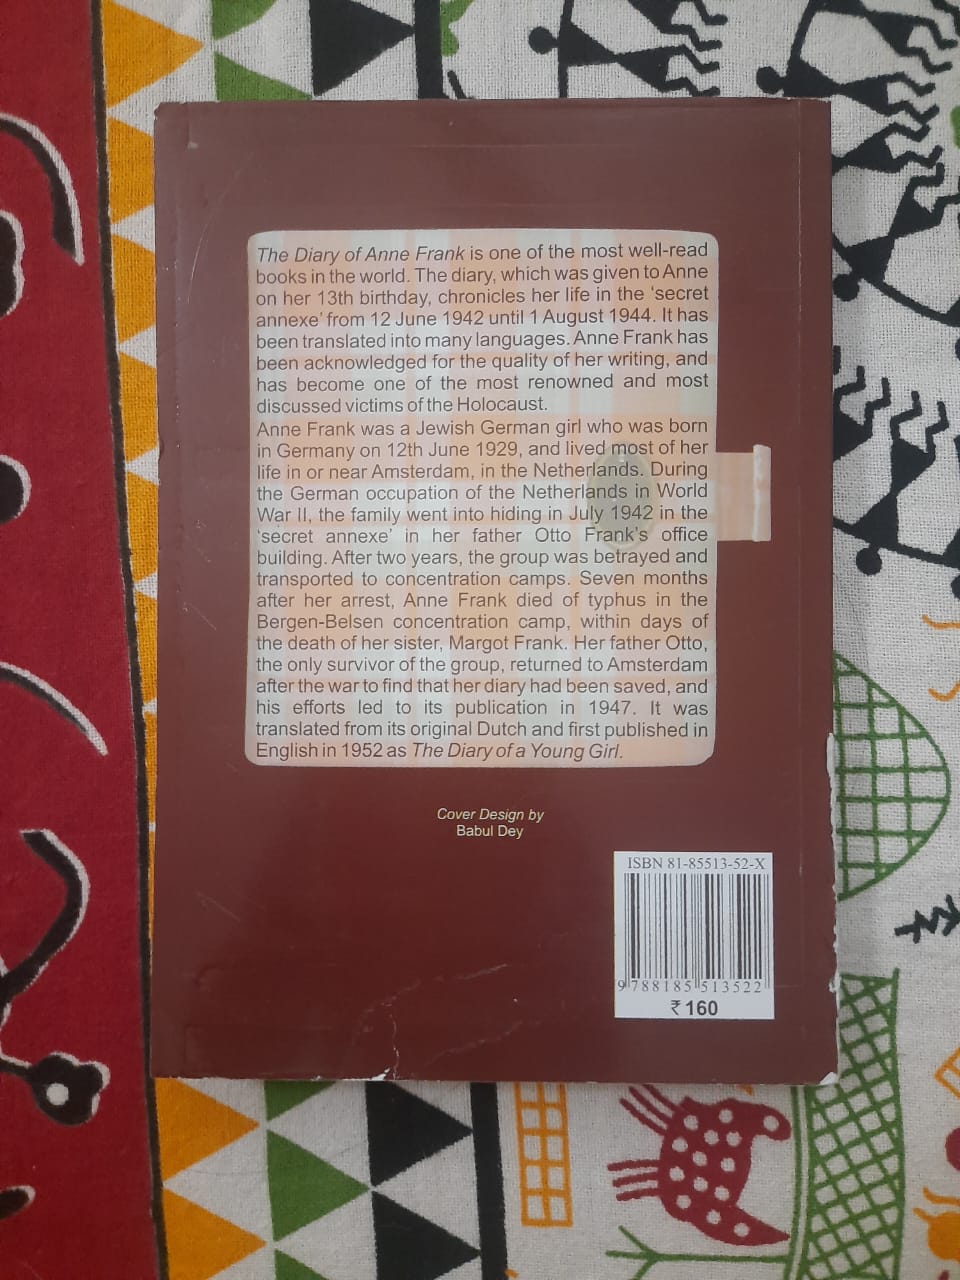 The Diary of Anne Frank is one of the most well-read
books in the world. The diary, which was given to Anne
on her 13th birthday, chronicles her life in the ‘secret
annexe’ from 12 June 1942 until 1 August 1944. It has
been translated into many languages. Anne Frank has
been acknowledged for the quality of her writing, and
has become one of the most renowned and most
discussed victims of the Holocaust.
Anne Frank was a Jewish German girl who was born
in Germany on 12th June 1929, and lived most of her
life in or near Amsterdam, in the Netherlands. During
the German occupation of the Netherlands in World
War II, the family went into hiding in July 1942 in the
‘secret annexe’ in her father Otto Frank’s office
building. After two years, the group was betrayed and
transported to concentration camps. Seven months
after her arrest, Anne Frank died of typhus in the
Bergen-Belsen concentration camp, within days of
the death of her sister, Margot Frank. Her father Otto,
the only survivor of the group, returned to Amsterdam
after the war to find that her diary had been saved, and
his efforts led to its publication in 1947. It was
translated from its original Dutch and first published in
English in 1952 as The Diary of a Young Girl.
Cover Design by
Babul Dey
ISBN 81-85513-52-X
9 788185 513522
₹ 160